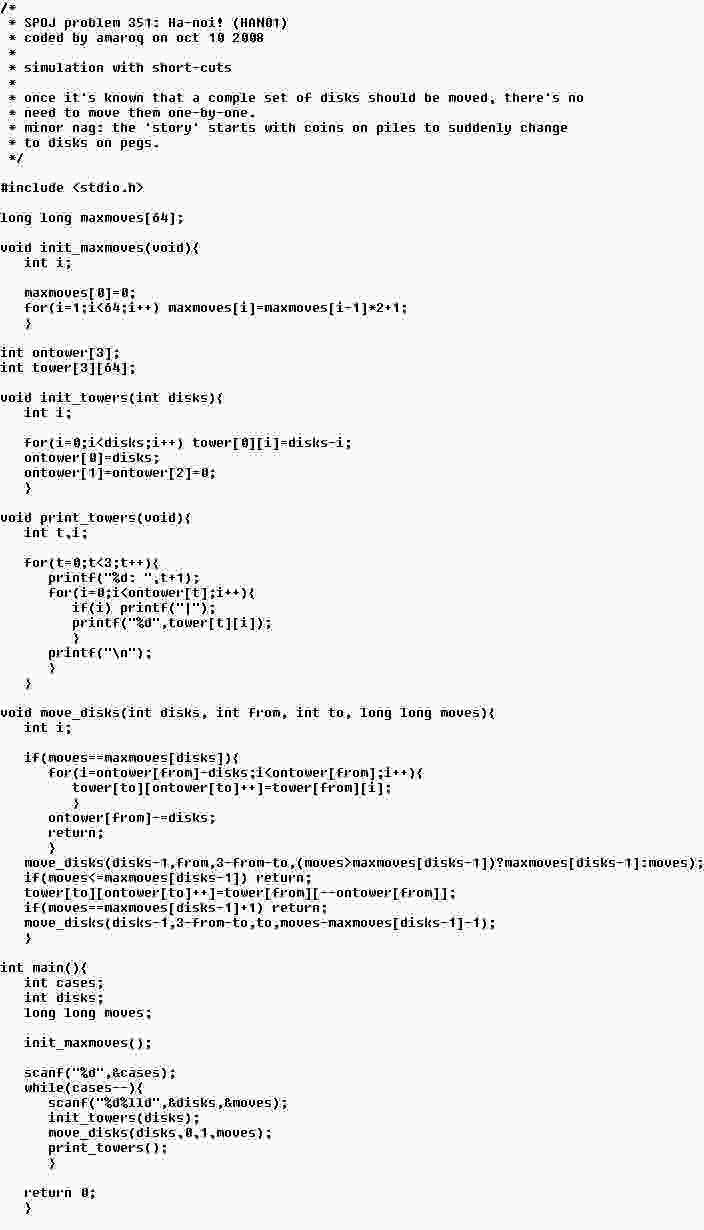 /*
 * SPOJ problem 351: Ha-noi! (HAN01)
 * coded by amaroq on oct 10 2008
 *
 * simulation with short-cuts
 *
 * once it's known that a comple set of disks should be moved, there's no
 * need to move them one-by-one.
 * minor nag: the 'story' starts with coins on piles to suddenly change
 * to disks on pegs.
 */

#include <stdio.h>

long long maxmoves[64];

void init_maxmoves(void){
   int i;

   maxmoves[0]=0;
   for(i=1;i<64;i++) maxmoves[i]=maxmoves[i-1]*2+1;
   }

int ontower[3];
int tower[3][64];

void init_towers(int disks){
   int i;

   for(i=0;i<disks;i++) tower[0][i]=disks-i;
   ontower[0]=disks;
   ontower[1]=ontower[2]=0;
   }

void print_towers(void){
   int t,i;

   for(t=0;t<3;t++){
      printf("%d: ",t+1);
      for(i=0;i<ontower[t];i++){
         if(i) printf("|");
         printf("%d",tower[t][i]);
         }
      printf("\n");
      }
   }

void move_disks(int disks, int from, int to, long long moves){
   int i;

   if(moves==maxmoves[disks]){
      for(i=ontower[from]-disks;i<ontower[from];i++){
         tower[to][ontower[to]++]=tower[from][i];
         }
      ontower[from]-=disks;
      return;
      }
   move_disks(disks-1,from,3-from-to,(moves>maxmoves[disks-1])?maxmoves[disks-1]:moves);
   if(moves<=maxmoves[disks-1]) return;
   tower[to][ontower[to]++]=tower[from][--ontower[from]];
   if(moves==maxmoves[disks-1]+1) return;
   move_disks(disks-1,3-from-to,to,moves-maxmoves[disks-1]-1);
   }

int main(){
   int cases;
   int disks;
   long long moves;

   init_maxmoves();

   scanf("%d",&cases);
   while(cases--){
      scanf("%d%lld",&disks,&moves);
      init_towers(disks);
      move_disks(disks,0,1,moves);
      print_towers();
      }

   return 0;
   }